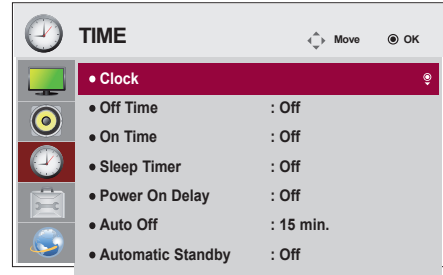 TIME Move OK
● Clock
● Off Time : Off
● On Time : Off
● Sleep Timer : Off
● Power On Delay : Off
● Auto Off : 15 min.
● Automatic Standby : Off